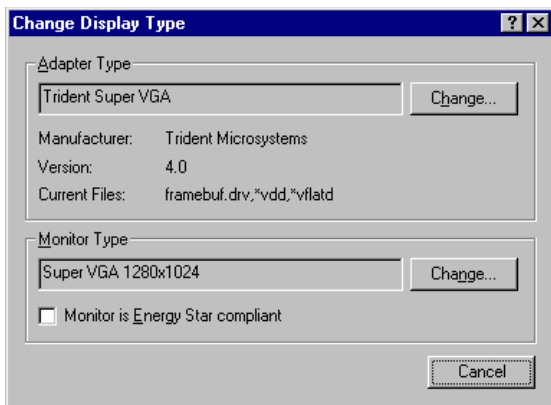 Change Display Type
Adapter Type
Trident Super VGA
Change...
Manufacturer: Trident Microsystems
Version: 4.0
Current Files: framebuf.drv,*vdd,*vflatd
Monitor Type
Super VGA 1280x1024
Change...
Monitor is Energy Star compliant
Cancel